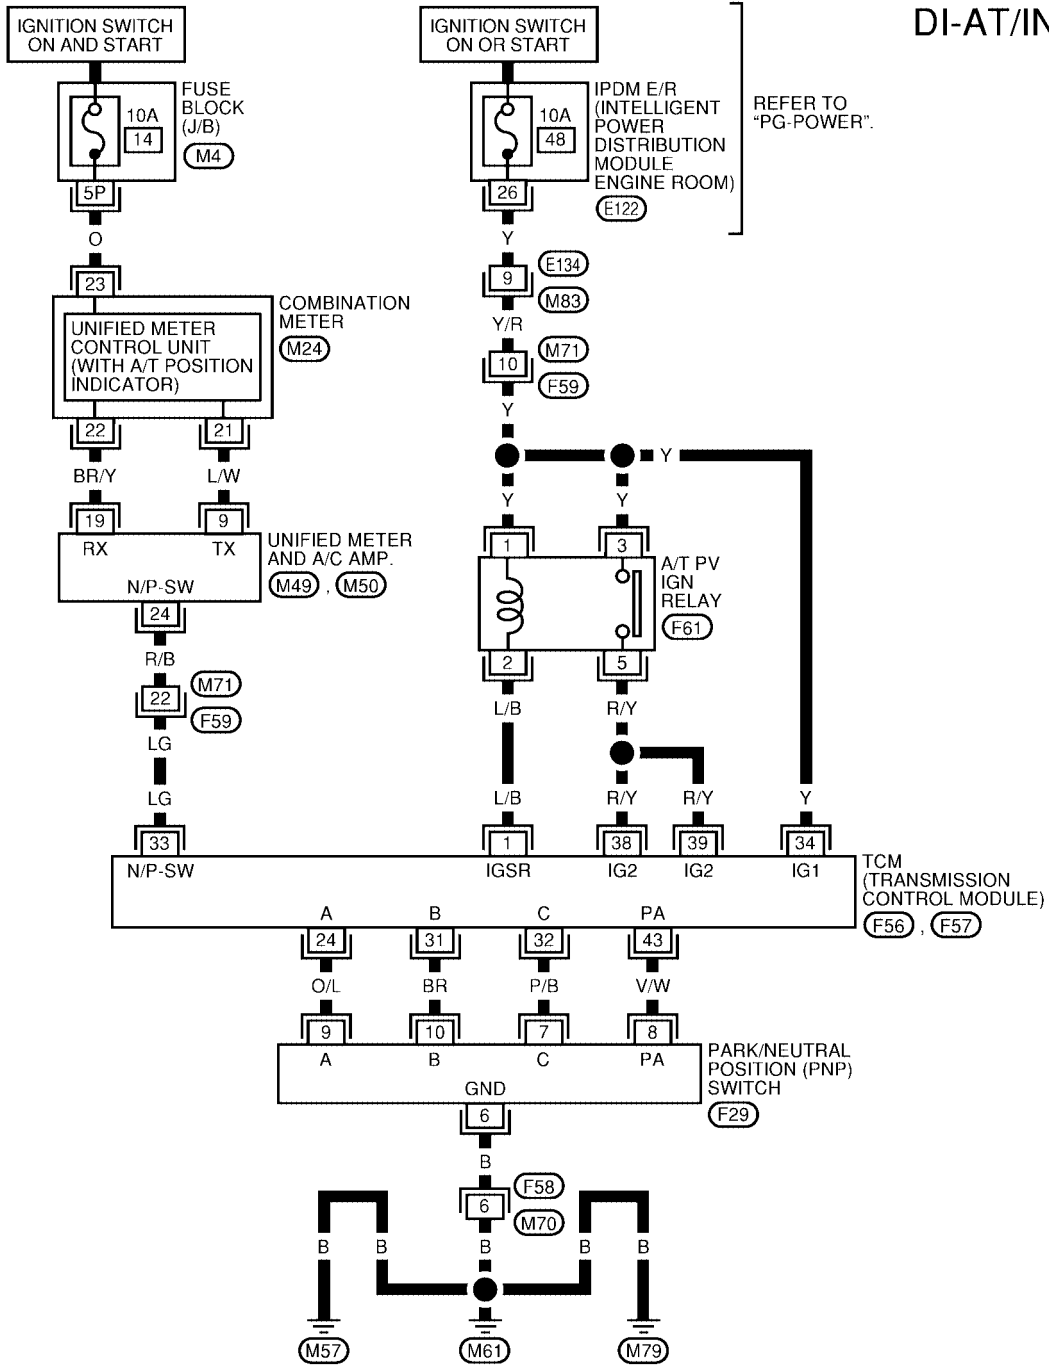 DI-AT/IN
IGNITION SWITCH
ON AND START
IGNITION SWITCH
ON OR START
FUSE
BLOCK
(J/B)
M4
10A
14
5P
O
IPDM E/R
(INTELLIGENT
POWER
DISTRIBUTION
MODULE
ENGINE ROOM)
E122
10A
48
26
REFER TO
"PG-POWER".
Y
9
E134
M83
Y/R
10
M71
F59
Y
23
COMBINATION
METER
M24
UNIFIED METER
CONTROL UNIT
(WITH A/T POSITION
INDICATOR)
22
21
BR/Y
L/W
19
9
RX
TX
N/P-SW
UNIFIED METER
AND A/C AMP.
M49 , M50
24
R/B
22
M71
F59
LG
LG
33
Y
Y
Y
1
3
A/T PV
IGN
RELAY
F61
2
5
L/B
R/Y
L/B
R/Y
R/Y
Y
1
38
39
34
N/P-SW
IGSR
IG2
IG2
IG1
TCM
(TRANSMISSION
CONTROL MODULE)
F56 , F57
A
B
C
PA
24
31
32
43
O/L
BR
P/B
V/W
9
10
7
8
A
B
C
PA
GND
PARK/NEUTRAL
POSITION (PNP)
SWITCH
F29
6
B
6
F58
M70
B
B
B
B
B
M57
M61
M79